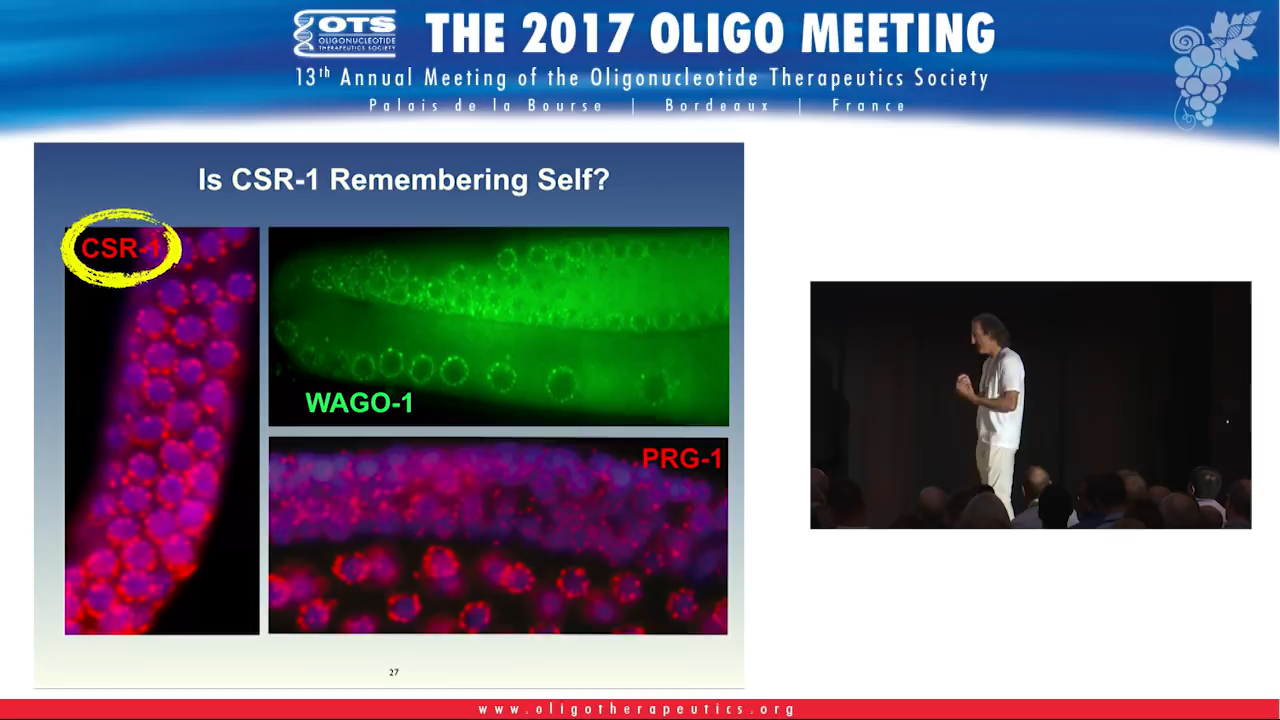 OTS
OLIGONUCLEOTIDE
THERAPEUTICS SOCIETY
THE 2017 OLIGO MEETING
13th Annual Meeting of the Oligonucleotide Therapeutics Society
Palais de la Bourse | Bordeaux | France
Is CSR-1 Remembering Self?
CSR-1
WAGO-1
PRG-1
27
www.oligotherapeutics.org